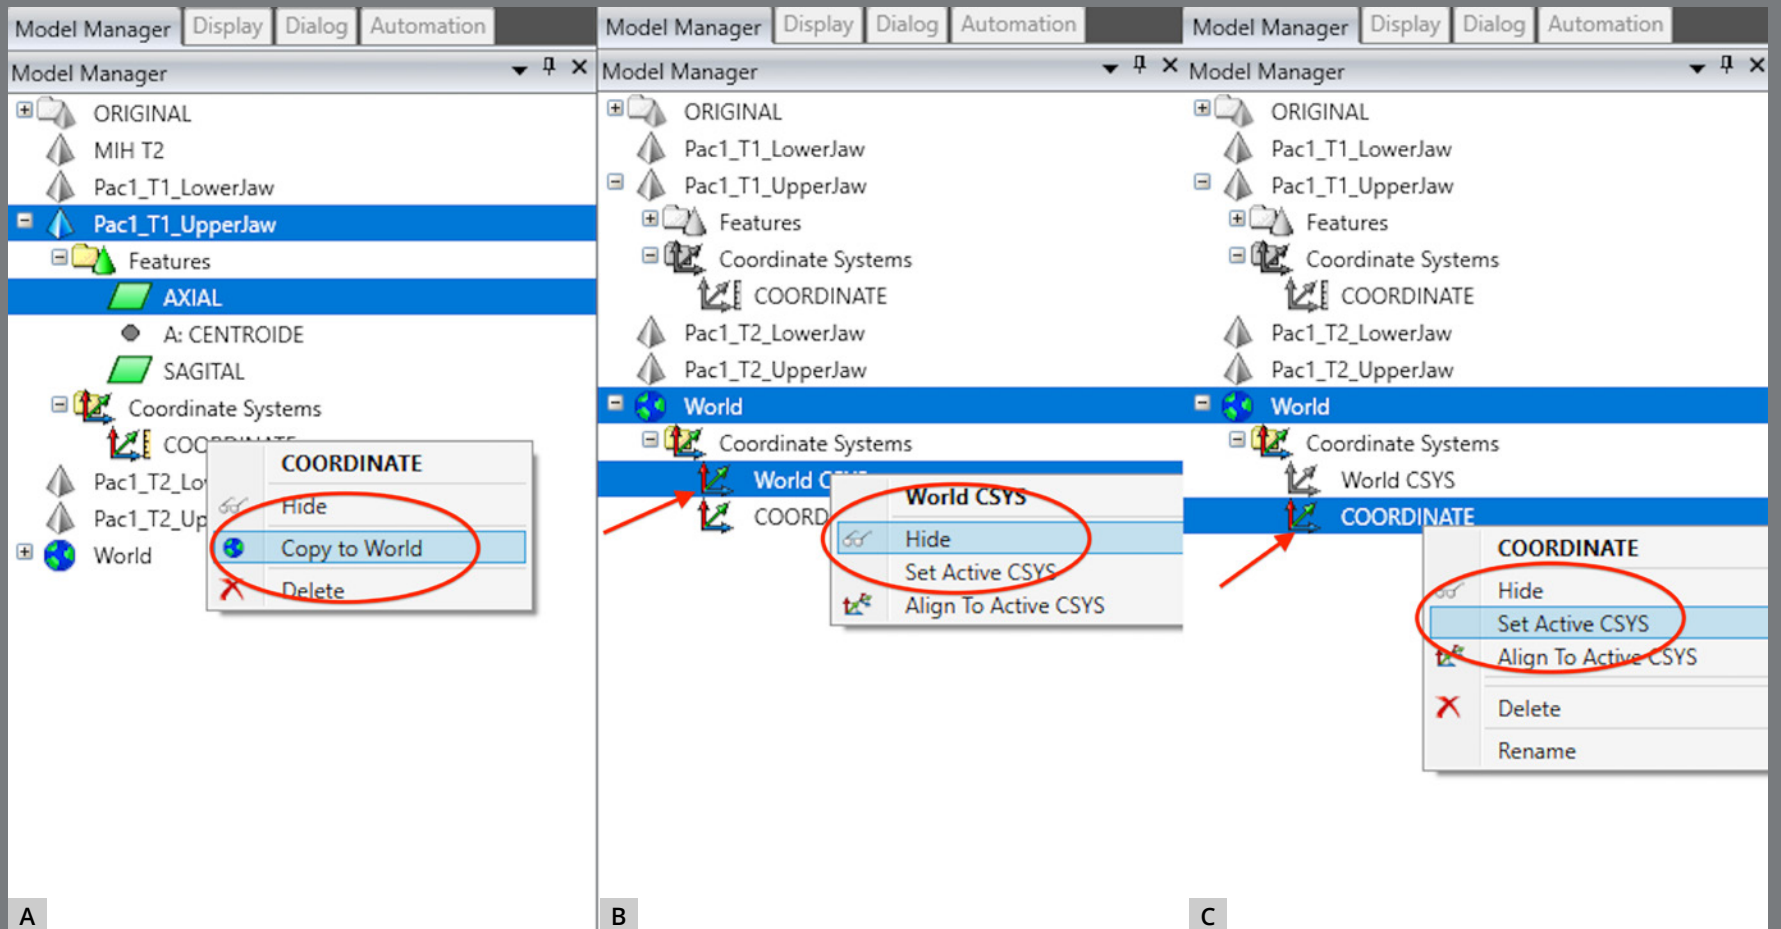 Model Manager Display Dialog Automation
Model Manager
ORIGINAL
MIH T2
Pac1_T1_LowerJaw
Pac1_T1_UpperJaw
Features
AXIAL
A: CENTROIDE
SAGITAL
Coordinate Systems
COORDINATE
Pac1_T2_Lo
Pac1_T2_Up
World
COORDINATE
Hide
Copy to World
Delete
A
Model Manager Display Dialog Automation
Model Manager
ORIGINAL
Pac1_T1_LowerJaw
Pac1_T1_UpperJaw
Features
Coordinate Systems
COORDINATE
Pac1_T2_LowerJaw
Pac1_T2_UpperJaw
World
Coordinate Systems
World CSYS
COORD
World CSYS
Hide
Set Active CSYS
Align To Active CSYS
B
Model Manager Display Dialog Automation
Model Manager
ORIGINAL
Pac1_T1_LowerJaw
Pac1_T1_UpperJaw
Features
Coordinate Systems
COORDINATE
Pac1_T2_LowerJaw
Pac1_T2_UpperJaw
World
Coordinate Systems
World CSYS
COORDINATE
COORDINATE
Hide
Set Active CSYS
Align To Active CSYS
Delete
Rename
C